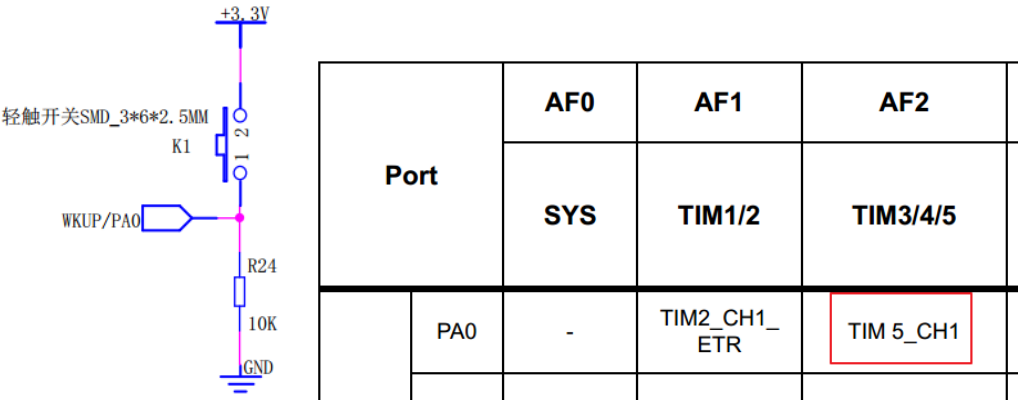 +3.3V
轻触开关SMD_3*6*2.5MM
K1
2
1
WKUP/PA0
R24
10K
GND
Port
AF0
AF1
AF2
SYS
TIM1/2
TIM3/4/5
PA0
-
TIM2_CH1_
ETR
TIM 5_CH1